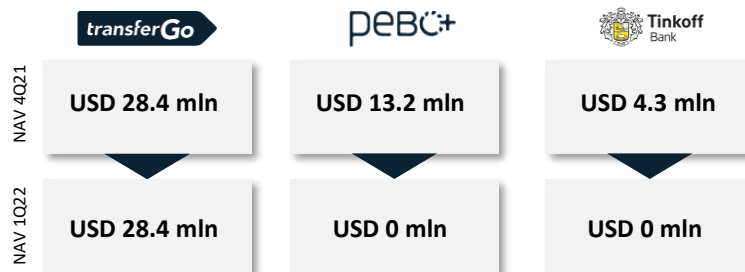 transferGo
рево+
Tinkoff
Bank
NAV 4Q21
USD 28.4 mln
USD 13.2 mln
USD 4.3 mln
NAV 1Q22
USD 28.4 mln
USD 0 mln
USD 0 mln